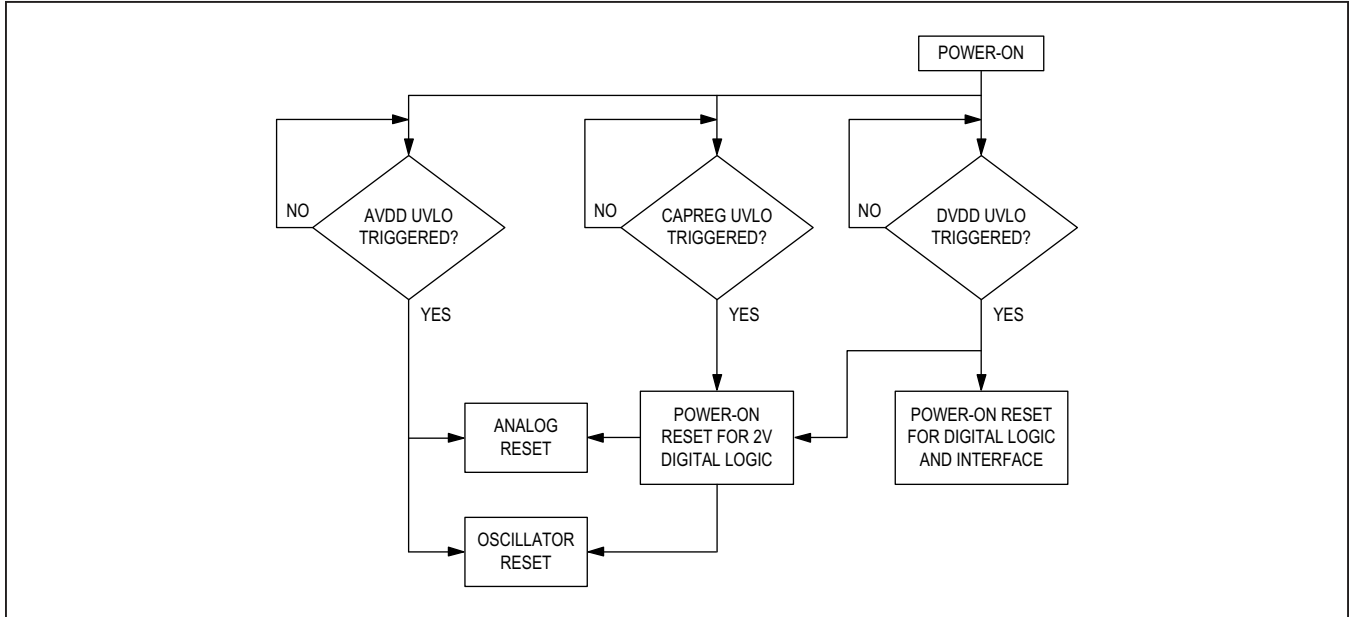 POWER-ON
NO
AVDD UVLO
TRIGGERED?
YES
NO
CAPREG UVLO
TRIGGERED?
YES
NO
DVDD UVLO
TRIGGERED?
YES
ANALOG
RESET
POWER-ON
RESET FOR 2V
DIGITAL LOGIC
POWER-ON RESET
FOR DIGITAL LOGIC
AND INTERFACE
OSCILLATOR
RESET